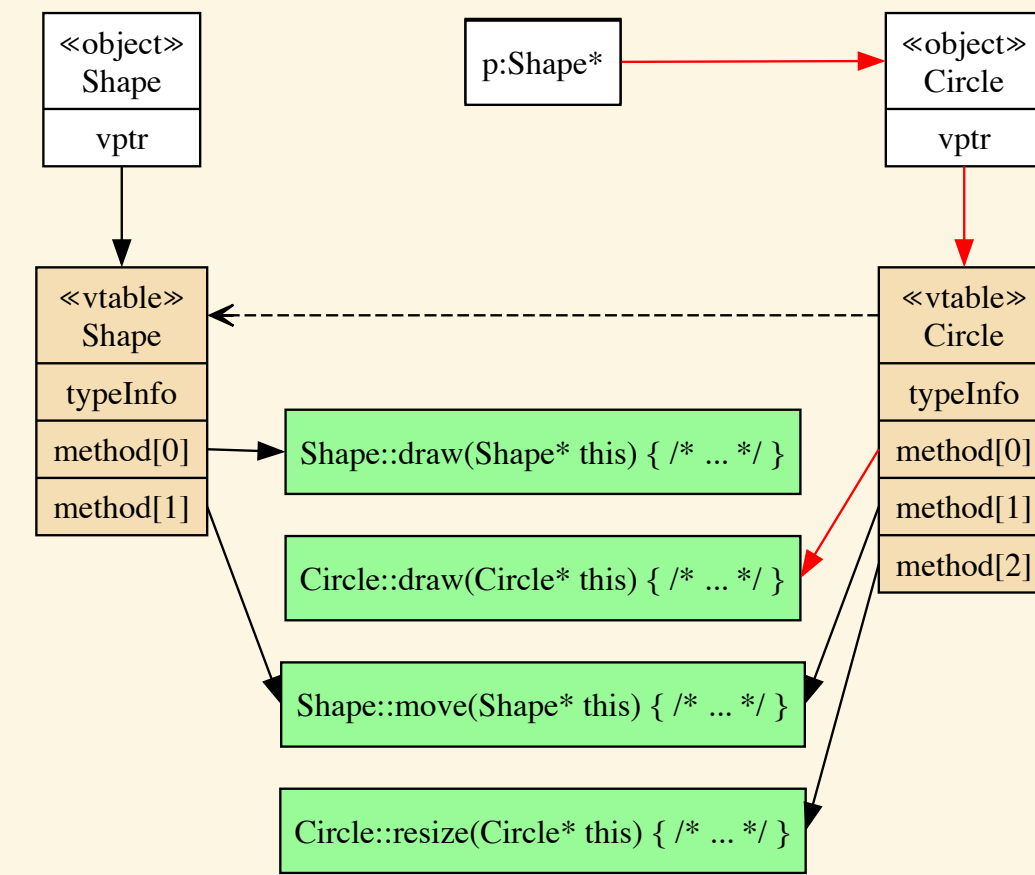 ≪object≫
Shape
vptr
p:Shape*
≪object≫
Circle
vptr
≪vtable≫
Shape
typeInfo
method[0]
method[1]
≪vtable≫
Circle
typeInfo
method[0]
method[1]
method[2]
Shape::draw(Shape* this) { /* ... */ }
Circle::draw(Circle* this) { /* ... */ }
Shape::move(Shape* this) { /* ... */ }
Circle::resize(Circle* this) { /* ... */ }